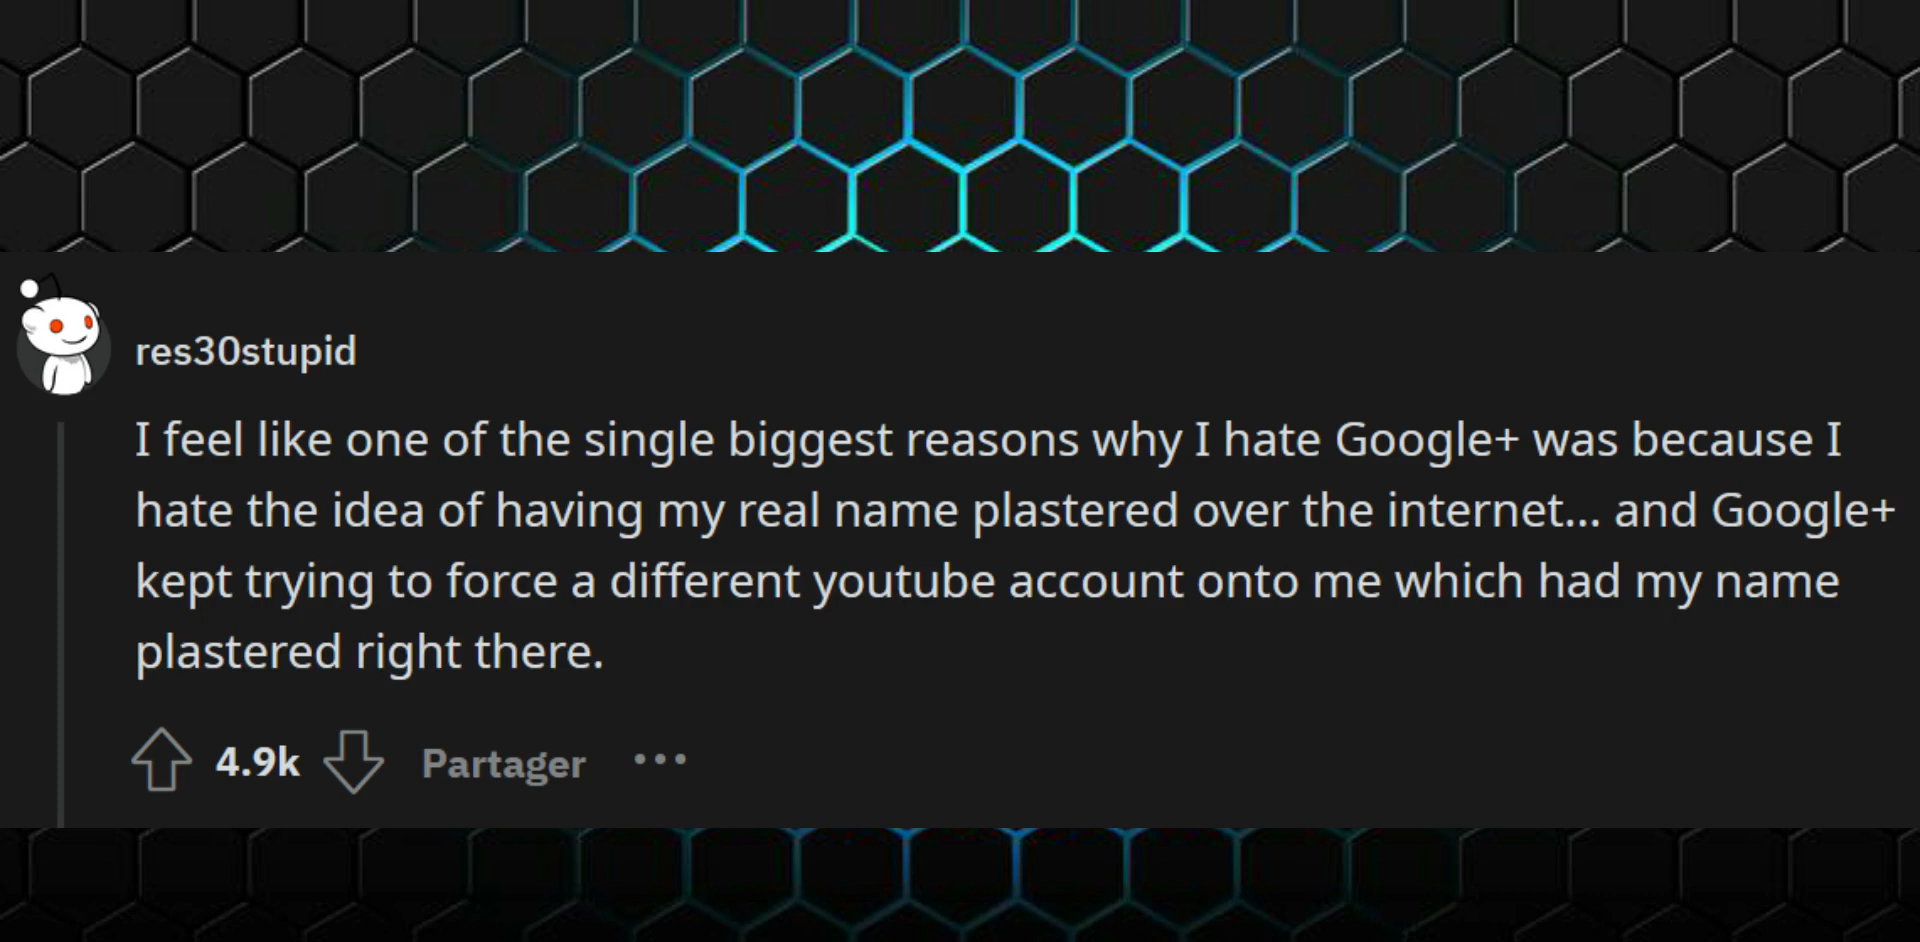 res30stupid
I feel like one of the single biggest reasons why I hate Google+ was because I
hate the idea of having my real name plastered over the internet... and Google+
kept trying to force a different youtube account onto me which had my name
plastered right there.
4.9k Partager ...